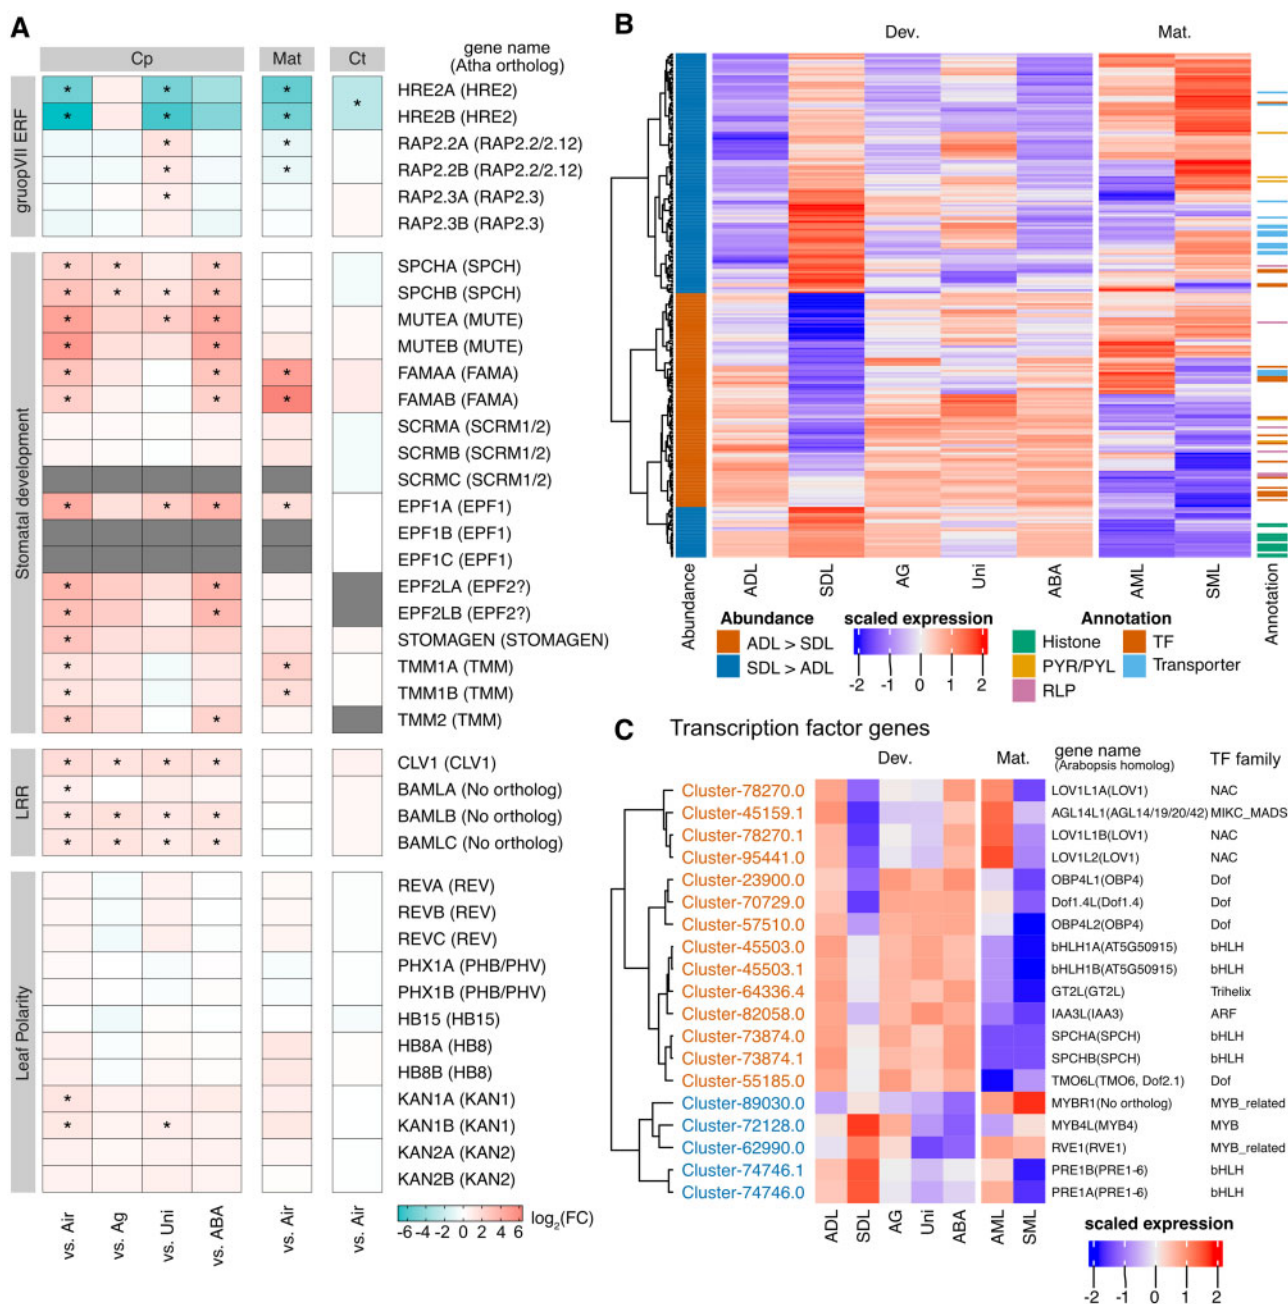 A
Cp
Mat
Ct
gene name
(Atha ortholog)
gruopVII ERF
HRE2A (HRE2)
HRE2B (HRE2)
RAP2.2A (RAP2.2/2.12)
RAP2.2B (RAP2.2/2.12)
RAP2.3A (RAP2.3)
RAP2.3B (RAP2.3)
Stomatal development
SPCHA (SPCH)
SPCHB (SPCH)
MUTEA (MUTE)
MUTEB (MUTE)
FAMAA (FAMA)
FAMAB (FAMA)
SCRMA (SCRM1/2)
SCRMB (SCRM1/2)
SCRMC (SCRM1/2)
EPF1A (EPF1)
EPF1B (EPF1)
EPF1C (EPF1)
EPF2LA (EPF2?)
EPF2LB (EPF2?)
STOMAGEN (STOMAGEN)
TMM1A (TMM)
TMM1B (TMM)
TMM2 (TMM)
LRR
CLV1 (CLV1)
BAMLA (No ortholog)
BAMLB (No ortholog)
BAMLC (No ortholog)
Leaf Polarity
REVA (REV)
REVB (REV)
REVC (REV)
PHX1A (PHB/PHV)
PHX1B (PHB/PHV)
HB15 (HB15)
HB8A (HB8)
HB8B (HB8)
KAN1A (KAN1)
KAN1B (KAN1)
KAN2A (KAN2)
KAN2B (KAN2)
vs. Air
vs. Ag
vs. Uni
vs. ABA
vs. Air
vs. Air
-6 -4 -2 0 2 4 6
log2(FC)
B
Dev.
Mat.
Abundance
ADL
SDL
AG
Uni
ABA
AML
SML
Annotation
Abundance
ADL > SDL
SDL > ADL
scaled expression
-2 -1 0 1 2
Annotation
Histone
PYR/PYL
RLP
TF
Transporter
C
Transcription factor genes
Dev.
Mat.
gene name
(Arabopsis homolog)
TF family
Cluster-78270.0 LOV1L1A(LOV1) NAC
Cluster-45159.1 AGL14L1(AGL14/19/20/42) MIKC_MADS
Cluster-78270.1 LOV1L1B(LOV1) NAC
Cluster-95441.0 LOV1L2(LOV1) NAC
Cluster-23900.0 OBP4L1(OBP4) Dof
Cluster-70729.0 Dof1.4L(Dof1.4) Dof
Cluster-57510.0 OBP4L2(OBP4) Dof
Cluster-45503.0 bHLH1A(AT5G50915) bHLH
Cluster-45503.1 bHLH1B(AT5G50915) bHLH
Cluster-64336.4 GT2L(GT2L) Trihelix
Cluster-82058.0 IAA3L(IAA3) ARF
Cluster-73874.0 SPCHA(SPCH) bHLH
Cluster-73874.1 SPCHB(SPCH) bHLH
Cluster-55185.0 TMO6L(TMO6, Dof2.1) Dof
Cluster-89030.0 MYBR1(No ortholog) MYB_related
Cluster-72128.0 MYB4L(MYB4) MYB
Cluster-62990.0 RVE1(RVE1) MYB_related
Cluster-74746.1 PRE1B(PRE1-6) bHLH
Cluster-74746.0 PRE1A(PRE1-6) bHLH
ADL
SDL
AG
Uni
ABA
AML
SML
scaled expression
-2 -1 0 1 2